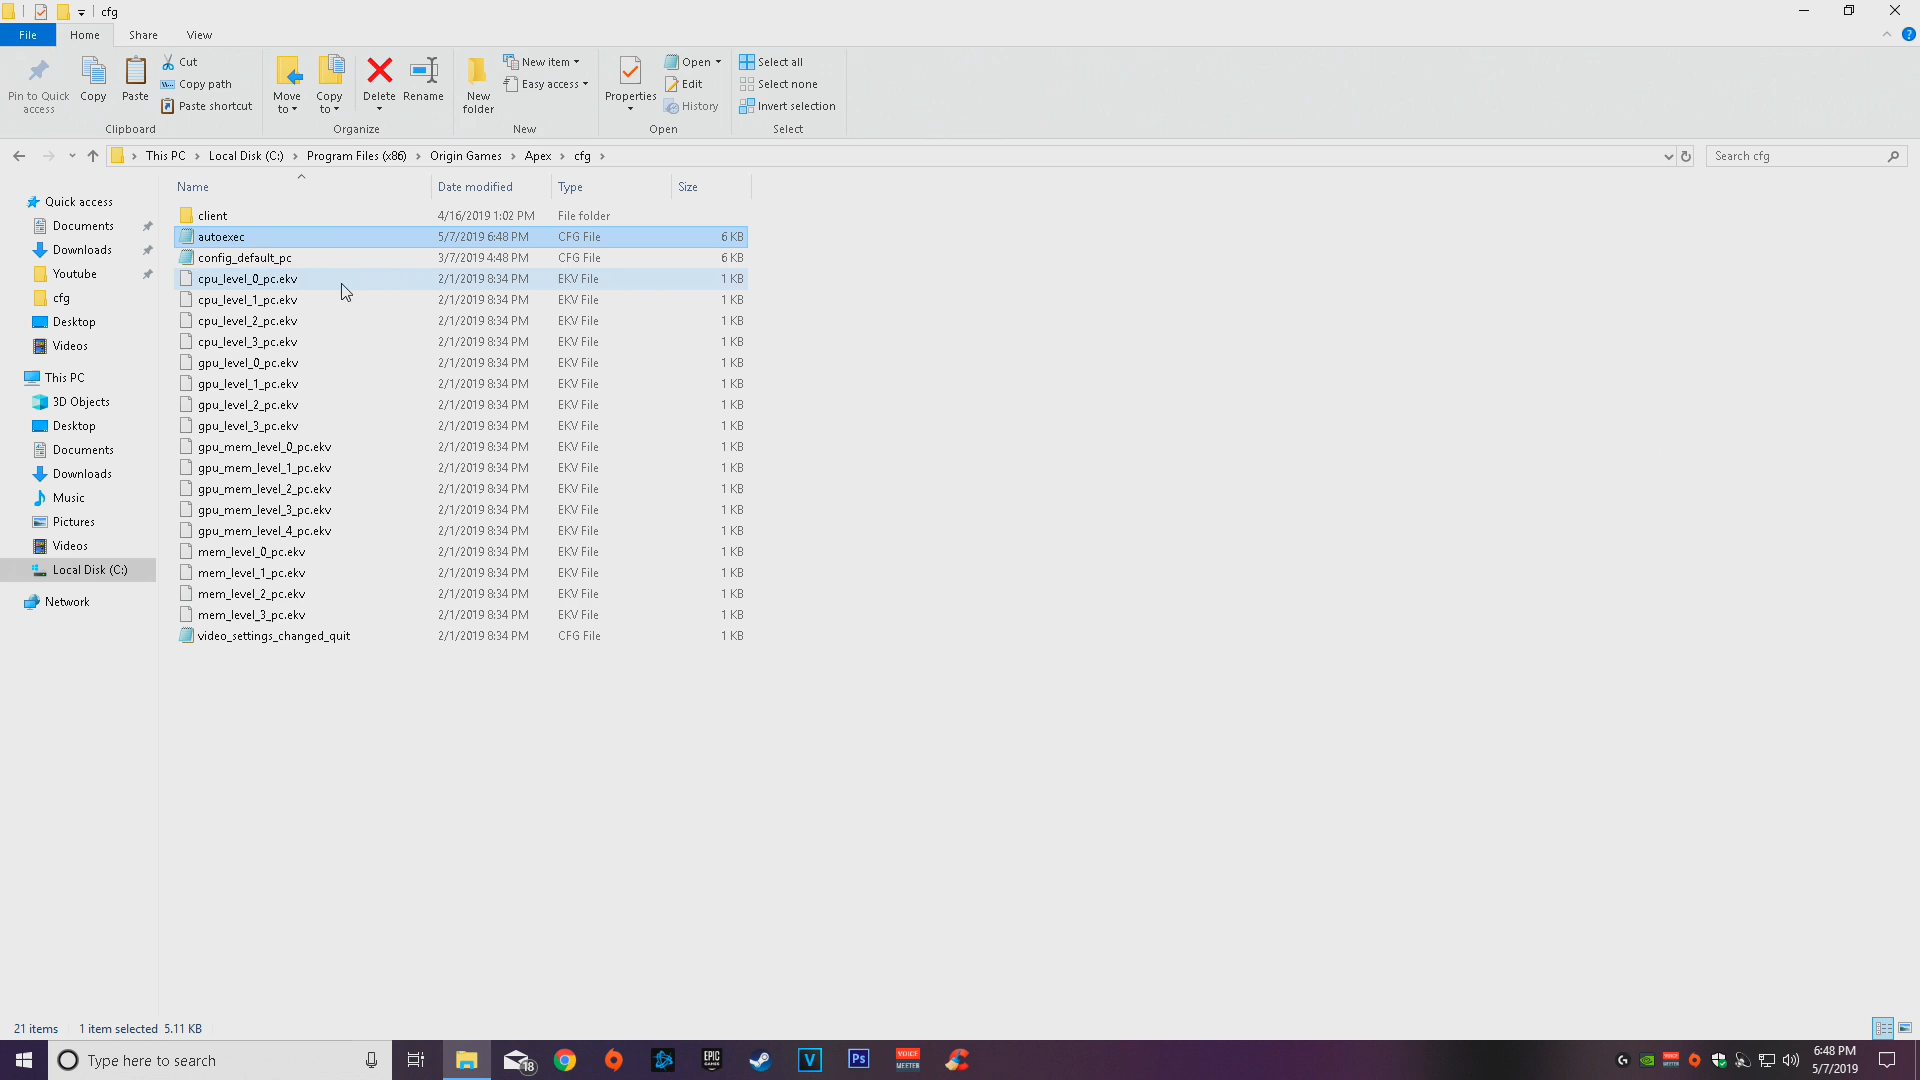 cfg
File Home Share View
Pin to Quick access
Copy
Paste
Cut
Copy path
Paste shortcut
Clipboard
Move to
Copy to
Delete
Rename
Organize
New folder
New item
Easy access
New
Properties
Open
Edit
History
Open
Select all
Select none
Invert selection
Select
This PC > Local Disk (C:) > Program Files (x86) > Origin Games > Apex > cfg >
Search cfg
Quick access
Documents
Downloads
Youtube
cfg
Desktop
Videos
This PC
3D Objects
Desktop
Documents
Downloads
Music
Pictures
Videos
Local Disk (C:)
Network
Name Date modified Type Size
client 4/16/2019 1:02 PM File folder
autoexec 5/7/2019 6:48 PM CFG File 6 KB
config_default_pc 3/7/2019 4:48 PM CFG File 6 KB
cpu_level_0_pc.ekv 2/1/2019 8:34 PM EKV File 1 KB
cpu_level_1_pc.ekv 2/1/2019 8:34 PM EKV File 1 KB
cpu_level_2_pc.ekv 2/1/2019 8:34 PM EKV File 1 KB
cpu_level_3_pc.ekv 2/1/2019 8:34 PM EKV File 1 KB
gpu_level_0_pc.ekv 2/1/2019 8:34 PM EKV File 1 KB
gpu_level_1_pc.ekv 2/1/2019 8:34 PM EKV File 1 KB
gpu_level_2_pc.ekv 2/1/2019 8:34 PM EKV File 1 KB
gpu_level_3_pc.ekv 2/1/2019 8:34 PM EKV File 1 KB
gpu_mem_level_0_pc.ekv 2/1/2019 8:34 PM EKV File 1 KB
gpu_mem_level_1_pc.ekv 2/1/2019 8:34 PM EKV File 1 KB
gpu_mem_level_2_pc.ekv 2/1/2019 8:34 PM EKV File 1 KB
gpu_mem_level_3_pc.ekv 2/1/2019 8:34 PM EKV File 1 KB
gpu_mem_level_4_pc.ekv 2/1/2019 8:34 PM EKV File 1 KB
mem_level_0_pc.ekv 2/1/2019 8:34 PM EKV File 1 KB
mem_level_1_pc.ekv 2/1/2019 8:34 PM EKV File 1 KB
mem_level_2_pc.ekv 2/1/2019 8:34 PM EKV File 1 KB
mem_level_3_pc.ekv 2/1/2019 8:34 PM EKV File 1 KB
video_settings_changed_quit 2/1/2019 8:34 PM CFG File 1 KB
21 items 1 item selected 5.11 KB
Type here to search
18
EPIC GAMES
V
Ps
VOICE MEETER
6:48 PM
5/7/2019